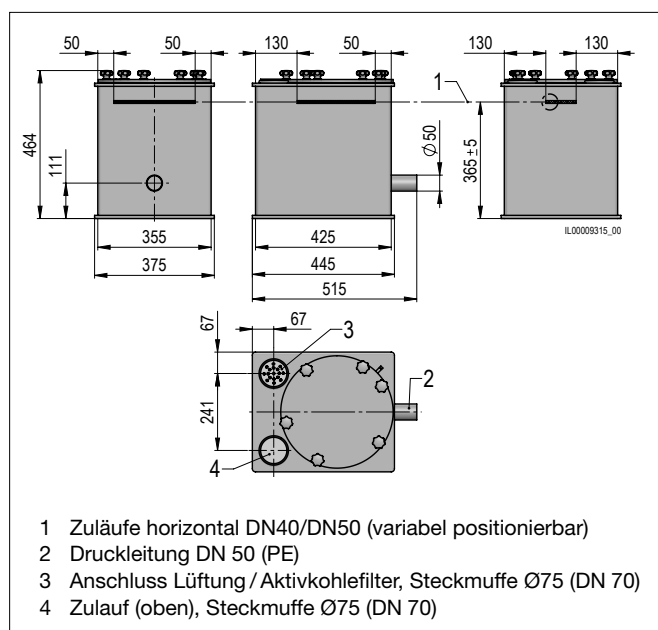 50 50 130 50 130 130
1
464
111
Ø50
365±5
IL00009315_00
355 425
375 445
515
67 67
3
2
241
4
1 Zuläufe horizontal DN40/DN50 (variabel positionierbar)
2 Druckleitung DN 50 (PE)
3 Anschluss Lüftung / Aktivkohlefilter, Steckmuffe Ø75 (DN 70)
4 Zulauf (oben), Steckmuffe Ø75 (DN 70)